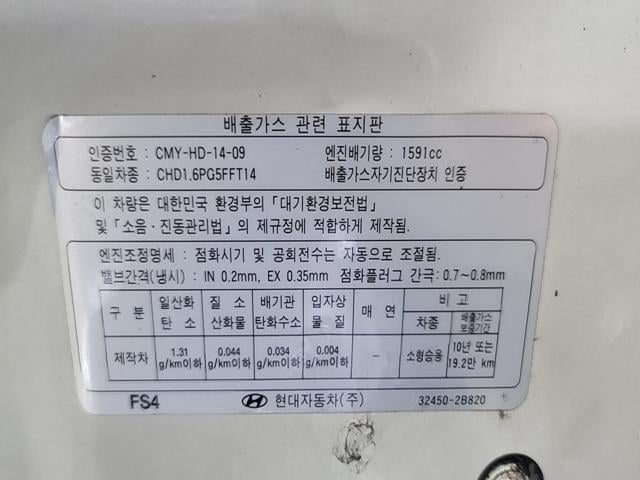 배출가스 관련 표지판
인증번호 : CMY-HD-14-09 엔진배기량 : 1591cc
동일차종 : CHD1.6PG5FFT14 배출가스자기진단장치 인증
이 차량은 대한민국 환경부의 「대기환경보전법」
및 「소음·진동관리법」의 제규정에 적합하게 제작됨.
엔진조정명세 : 점화시기 및 공회전수는 자동으로 조절됨.
밸브간격(냉시) : IN 0.2mm, EX 0.35mm 점화플러그 간극: 0.7~0.8mm
구 분 일산화 탄 소 질 소 산화물 배기관 탄화수소 입자상 물 질 매 연 비 고
차종 배출가스 보증기간
제작차 1.31 g/km이하 0.044 g/km이하 0.034 g/km이하 0.004 g/km이하 - 소형승용 10년 또는 19.2만 km
FS4 현대자동차(주) 32450-2B820